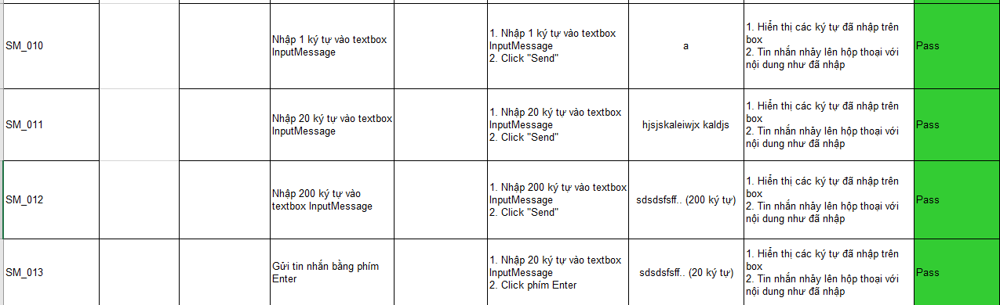 SM_010
Nhập 1 ký tự vào textbox
InputMessage
1. Nhập 1 ký tự vào textbox
InputMessage
2. Click "Send"
a
1. Hiển thị các ký tự đã nhập trên
box
2. Tin nhắn nhảy lên hộp thoại với
nội dung như đã nhập
Pass
SM_011
Nhập 20 ký tự vào textbox
InputMessage
1. Nhập 20 ký tự vào textbox
InputMessage
2. Click "Send"
hjsjskaleiwjx kaldjs
1. Hiển thị các ký tự đã nhập trên
box
2. Tin nhắn nhảy lên hộp thoại với
nội dung như đã nhập
Pass
SM_012
Nhập 200 ký tự vào
textbox InputMessage
1. Nhập 200 ký tự vào textbox
InputMessage
2. Click "Send"
sdsdsfsff.. (200 ký tự)
1. Hiển thị các ký tự đã nhập trên
box
2. Tin nhắn nhảy lên hộp thoại với
nội dung như đã nhập
Pass
SM_013
Gửi tin nhắn bằng phím
Enter
1. Nhập 20 ký tự vào textbox
InputMessage
2. Click phím Enter
sdsdsfsff.. (20 ký tự)
1. Hiển thị các ký tự đã nhập trên
box
2. Tin nhắn nhảy lên hộp thoại với
nội dung như đã nhập
Pass